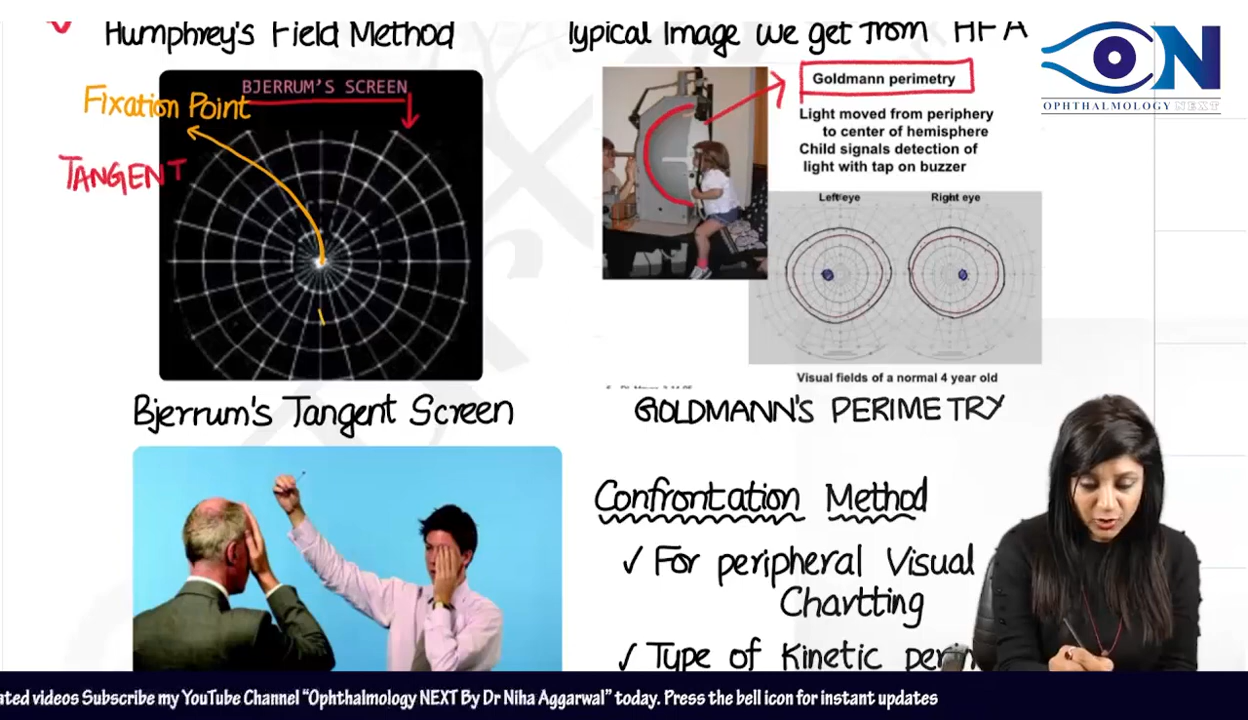 Humphrey's Field Method
Typical Image we get from HFA
ON
OPHTHALMOLOGY NEXT
BJERRUM'S SCREEN
Fixation Point
TANGENT
Goldmann perimetry
Light moved from periphery
to center of hemisphere
Child signals detection of
light with tap on buzzer
Left eye
Right eye
Visual fields of a normal 4 year old
Bjerrum's Tangent Screen
GOLDMANN'S PERIMETRY
Confrontation Method
✓ For peripheral Visual
Chartting
✓ Type of Kinetic
ated videos Subscribe my YouTube Channel “Ophthalmology NEXT By Dr Niha Aggarwal” today. Press the bell icon for instant updates